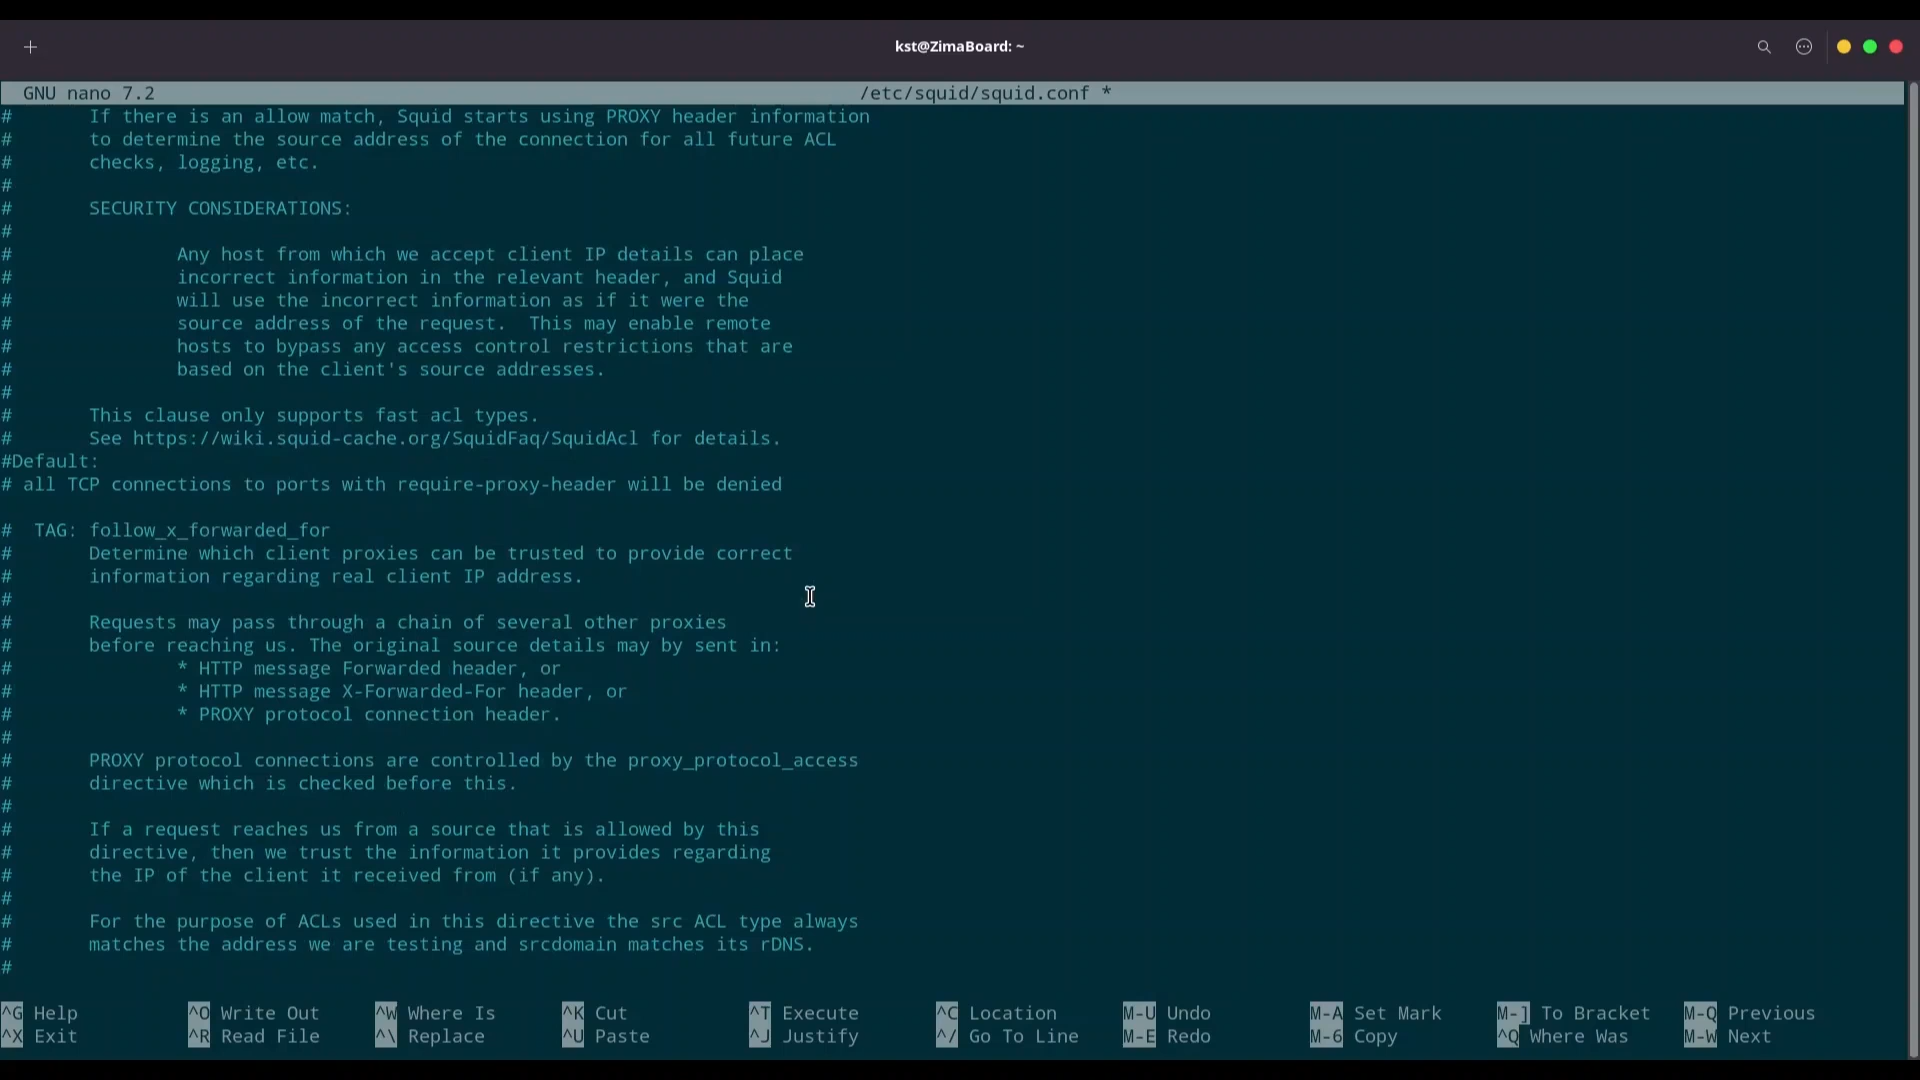 kst@ZimaBoard: ~
GNU nano 7.2 /etc/squid/squid.conf *
# If there is an allow match, Squid starts using PROXY header information
# to determine the source address of the connection for all future ACL
# checks, logging, etc.
#
# SECURITY CONSIDERATIONS:
#
# Any host from which we accept client IP details can place
# incorrect information in the relevant header, and Squid
# will use the incorrect information as if it were the
# source address of the request.  This may enable remote
# hosts to bypass any access control restrictions that are
# based on the client's source addresses.
#
# This clause only supports fast acl types.
# See https://wiki.squid-cache.org/SquidFaq/SquidAcl for details.
#Default:
# all TCP connections to ports with require-proxy-header will be denied
#  TAG: follow_x_forwarded_for
# Determine which client proxies can be trusted to provide correct
# information regarding real client IP address.
#
# Requests may pass through a chain of several other proxies
# before reaching us. The original source details may by sent in:
# * HTTP message Forwarded header, or
# * HTTP message X-Forwarded-For header, or
# * PROXY protocol connection header.
#
# PROXY protocol connections are controlled by the proxy_protocol_access
# directive which is checked before this.
#
# If a request reaches us from a source that is allowed by this
# directive, then we trust the information it provides regarding
# the IP of the client it received from (if any).
#
# For the purpose of ACLs used in this directive the src ACL type always
# matches the address we are testing and srcdomain matches its rDNS.
#
^G Help ^O Write Out ^W Where Is ^K Cut ^T Execute ^C Location M-U Undo M-A Set Mark M-] To Bracket M-Q Previous
^X Exit ^R Read File ^\ Replace ^U Paste ^J Justify ^/ Go To Line M-E Redo M-6 Copy ^Q Where Was M-W Next